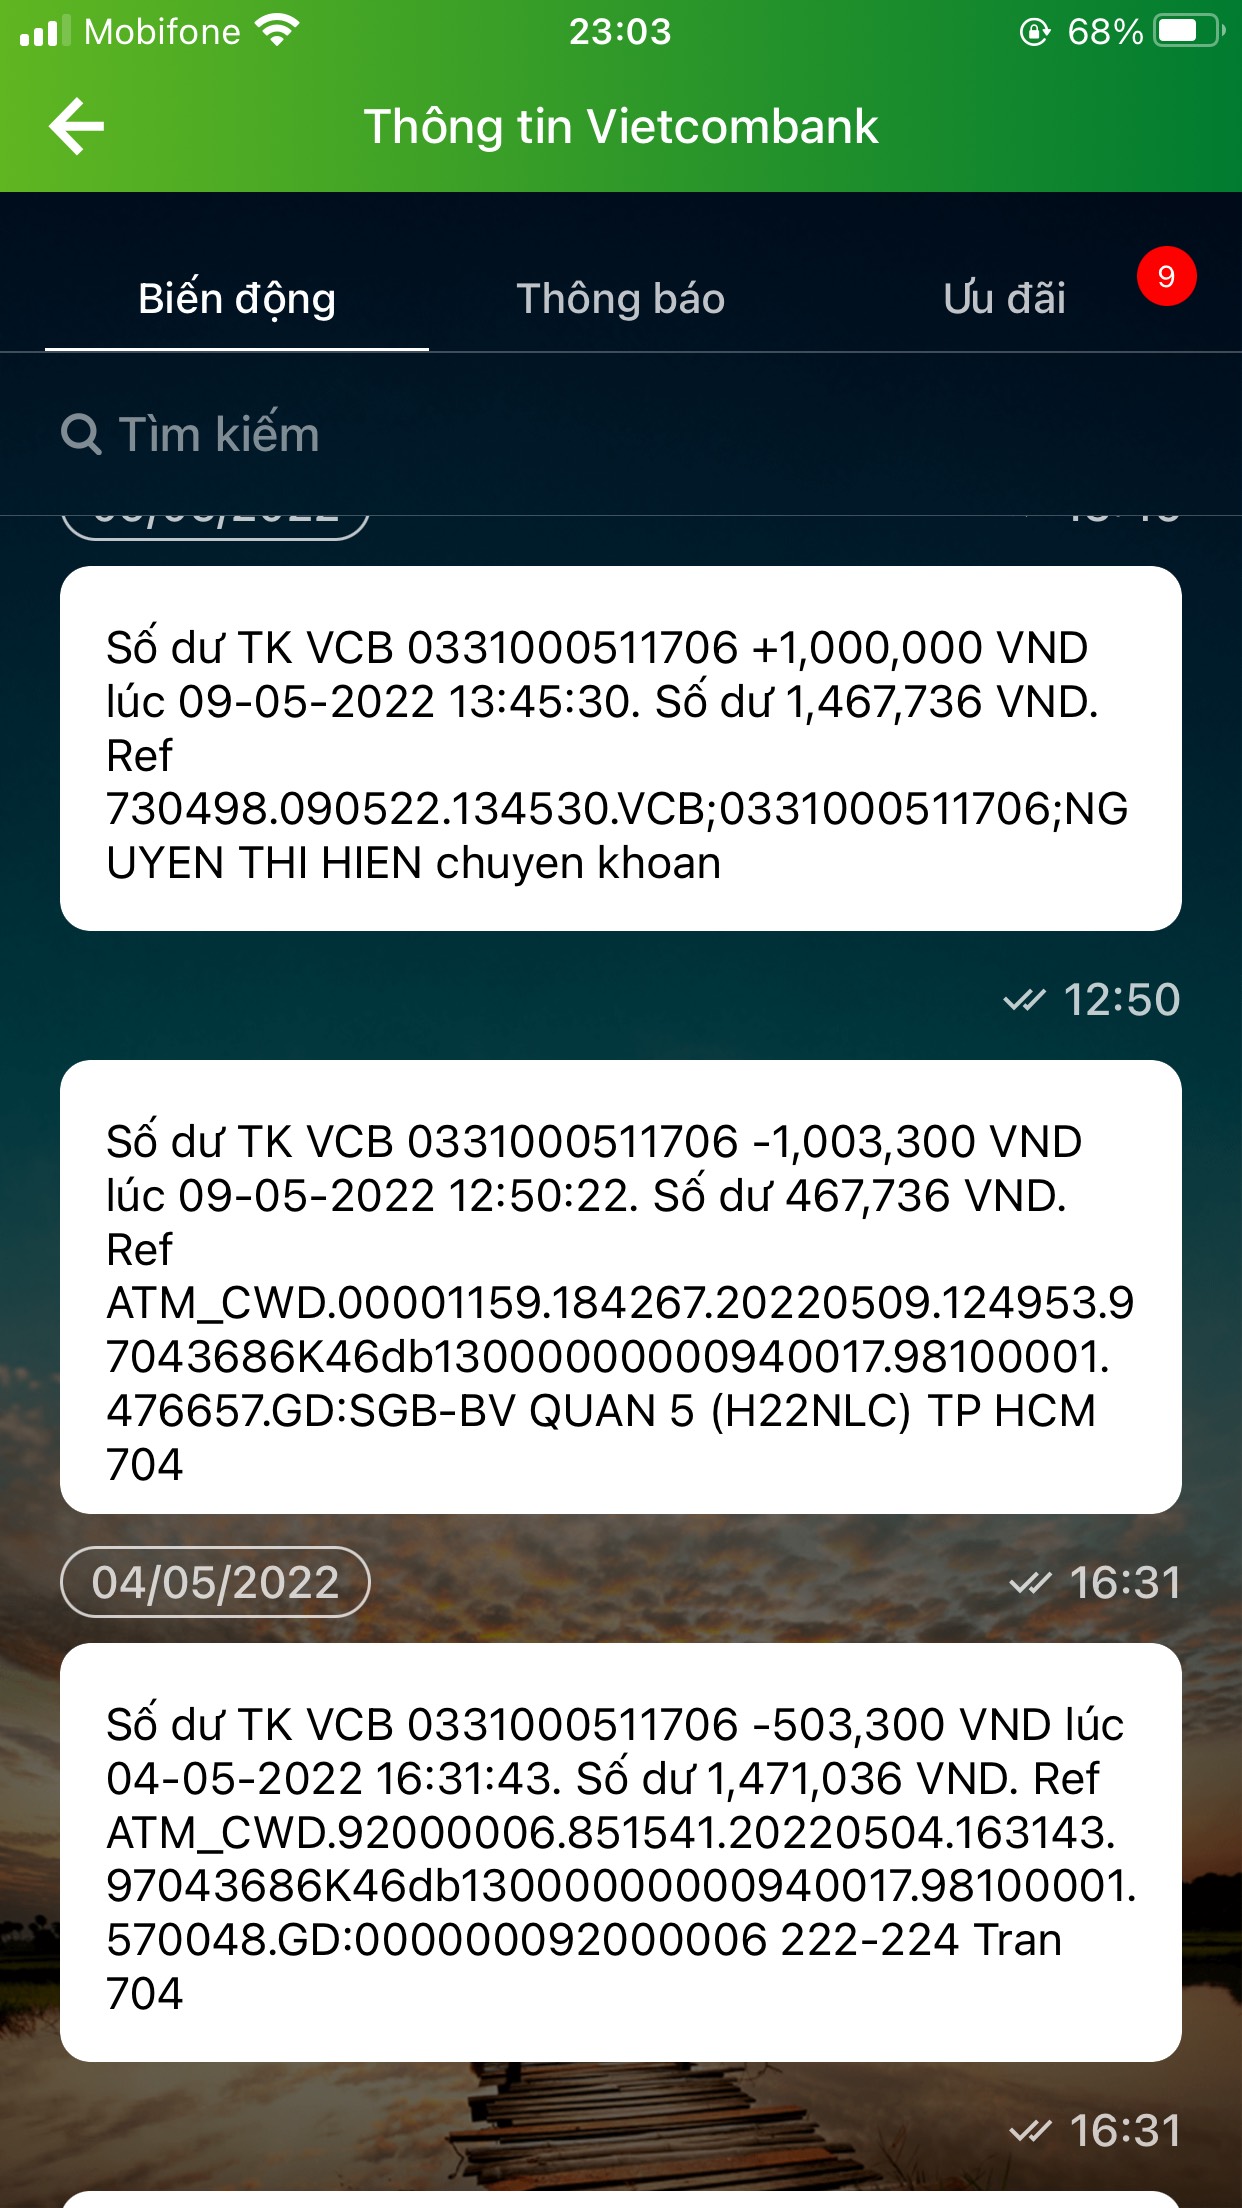 Mobifone 23:03 68%
Thông tin Vietcombank
Biến động Thông báo Ưu đãi 9
Tìm kiếm
Số dư TK VCB 0331000511706 +1,000,000 VND
lúc 09-05-2022 13:45:30. Số dư 1,467,736 VND.
Ref
730498.090522.134530.VCB;0331000511706;NG
UYEN THI HIEN chuyen khoan
12:50
Số dư TK VCB 0331000511706 -1,003,300 VND
lúc 09-05-2022 12:50:22. Số dư 467,736 VND.
Ref
ATM_CWD.00001159.184267.20220509.124953.9
7043686K46db13000000000940017.98100001.
476657.GD:SGB-BV QUAN 5 (H22NLC) TP HCM
704
04/05/2022 16:31
Số dư TK VCB 0331000511706 -503,300 VND lúc
04-05-2022 16:31:43. Số dư 1,471,036 VND. Ref
ATM_CWD.92000006.851541.20220504.163143.
97043686K46db13000000000940017.98100001.
570048.GD:0000000092000006 222-224 Tran
704
16:31